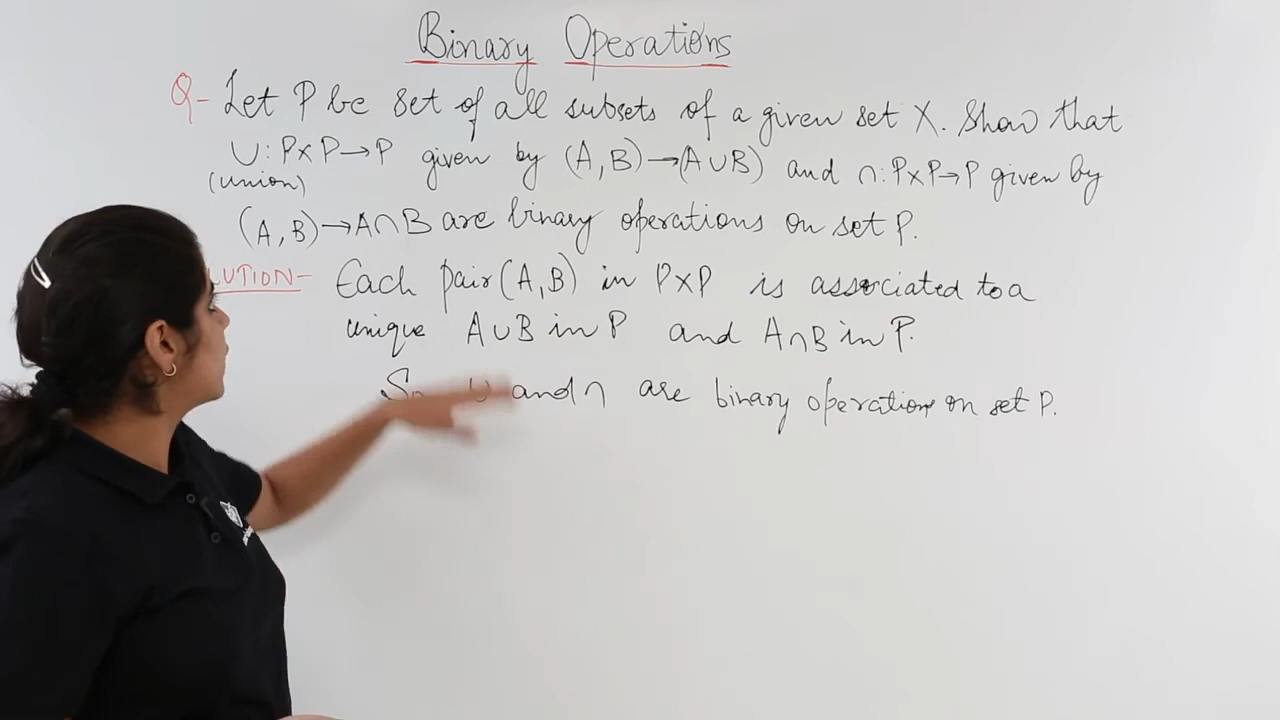 Binary Operations
Q- Let P be set of all subsets of a given set X. Show that
∪: P×P→P given by (A,B)→(A∪B) and ∩:P×P→P given by
(union)
(A,B)→A∩B are binary operations on set P.
LUTION- Each pair (A,B) in P×P is associated to a
unique A∪B in P and A∩B in P.
So ∪ and ∩ are binary operations on set P.